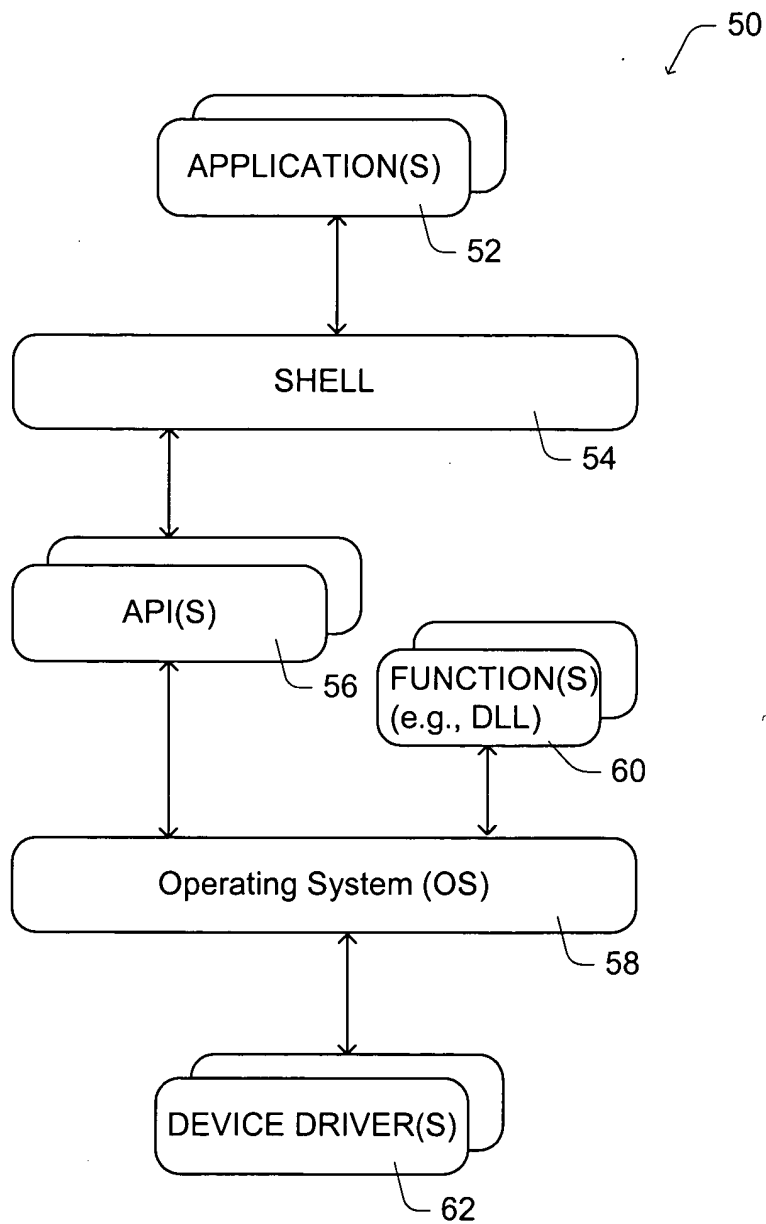 50
APPLICATION(S)
52
SHELL
54
API(S)
56
FUNCTION(S)
(e.g., DLL)
60
Operating System (OS)
58
DEVICE DRIVER(S)
62